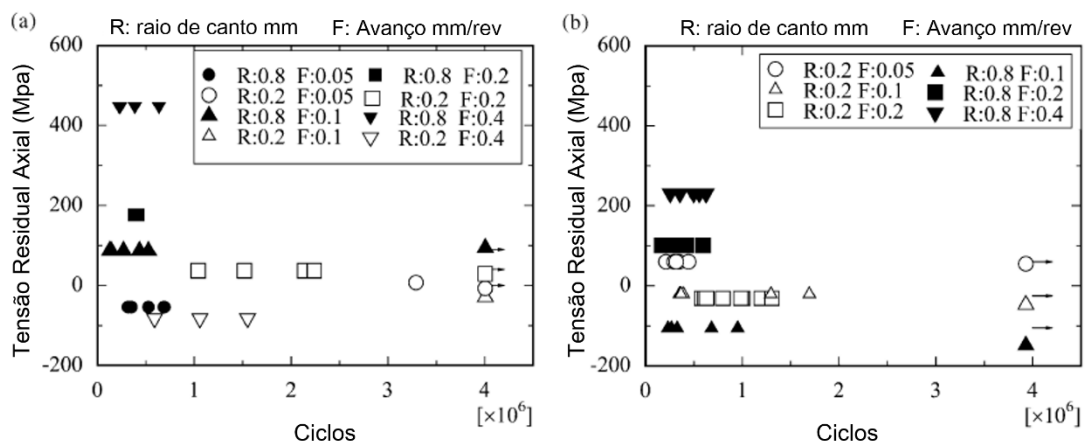 (a)
R: raio de canto mm F: Avanço mm/rev
600
400
200
0
-200
Tensão Residual Axial (Mpa)
R:0.8 F:0.05
R:0.2 F:0.05
R:0.8 F:0.1
R:0.2 F:0.1
R:0.8 F:0.2
R:0.2 F:0.2
R:0.8 F:0.4
R:0.2 F:0.4
0 1 2 3 4
[×10⁶]
Ciclos
(b)
R: raio de canto mm F: Avanço mm/rev
600
400
200
0
-200
Tensão Residual Axial (Mpa)
R:0.2 F:0.05
R:0.2 F:0.1
R:0.2 F:0.2
R:0.8 F:0.1
R:0.8 F:0.2
R:0.8 F:0.4
0 1 2 3 4
[×10⁶]
Ciclos